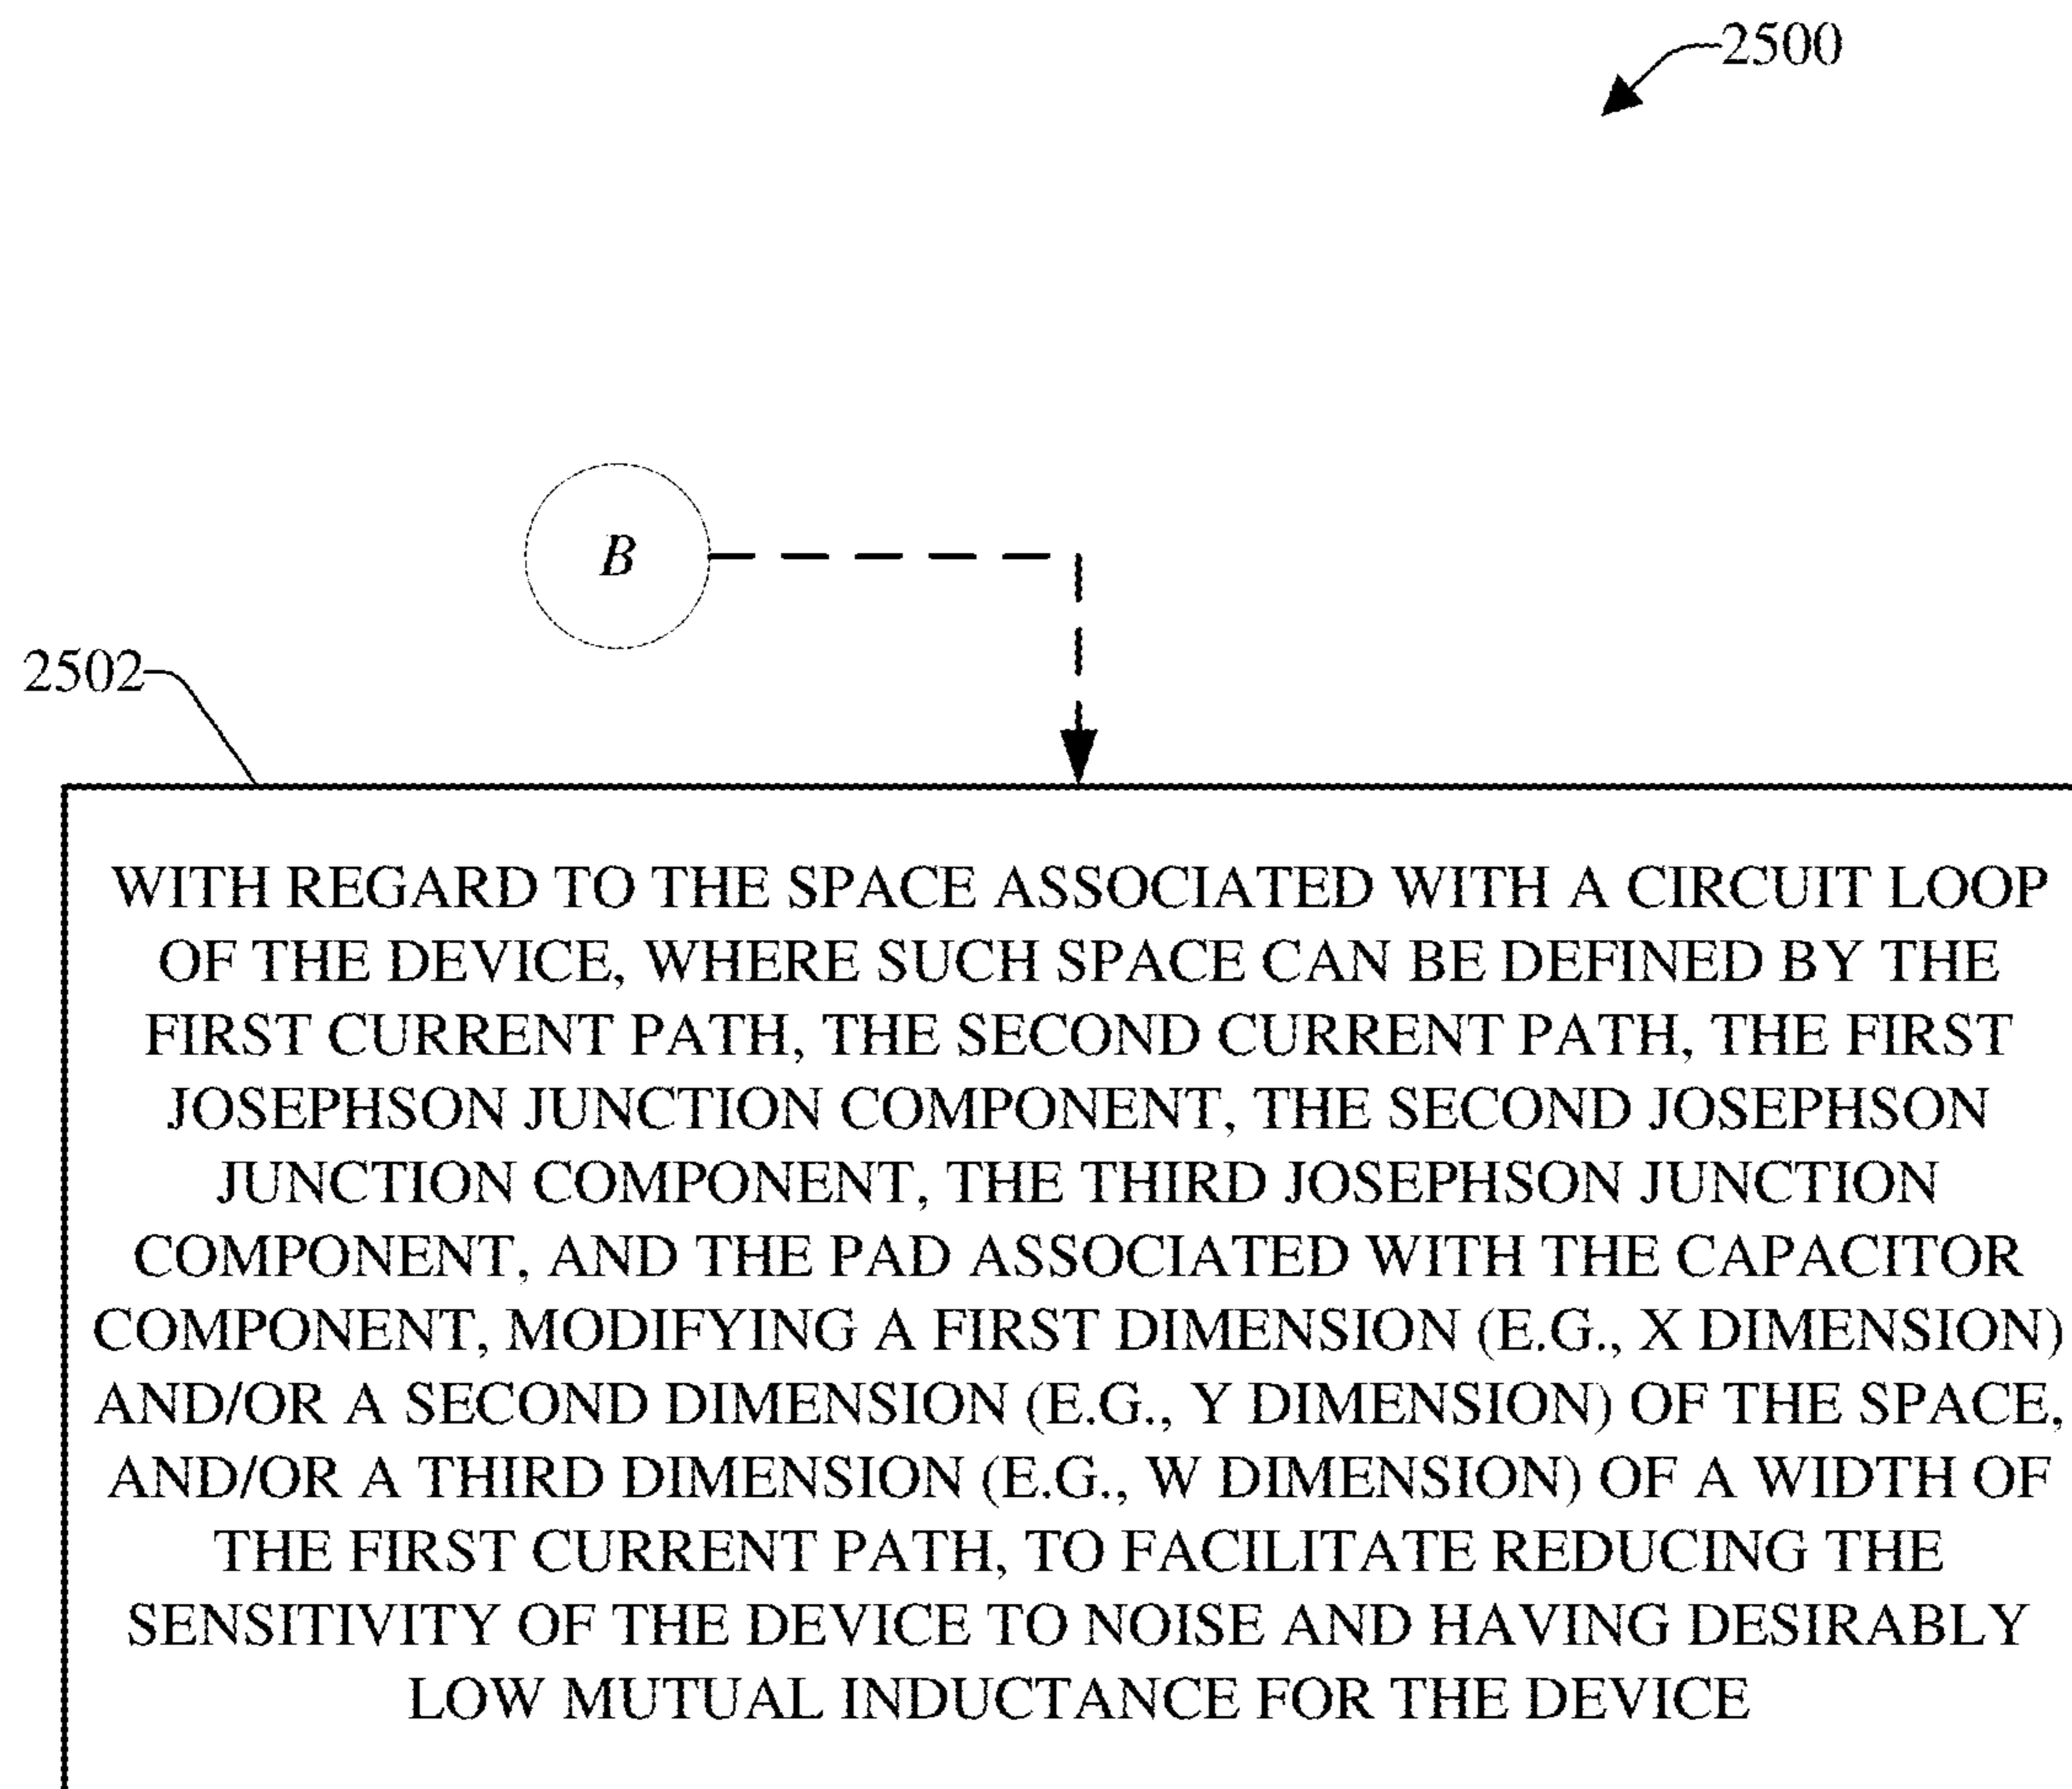 2500
B
2502
WITH REGARD TO THE SPACE ASSOCIATED WITH A CIRCUIT LOOP
OF THE DEVICE, WHERE SUCH SPACE CAN BE DEFINED BY THE
FIRST CURRENT PATH, THE SECOND CURRENT PATH, THE FIRST
JOSEPHSON JUNCTION COMPONENT, THE SECOND JOSEPHSON
JUNCTION COMPONENT, THE THIRD JOSEPHSON JUNCTION
COMPONENT, AND THE PAD ASSOCIATED WITH THE CAPACITOR
COMPONENT, MODIFYING A FIRST DIMENSION (E.G., X DIMENSION)
AND/OR A SECOND DIMENSION (E.G., Y DIMENSION) OF THE SPACE,
AND/OR A THIRD DIMENSION (E.G., W DIMENSION) OF A WIDTH OF
THE FIRST CURRENT PATH, TO FACILITATE REDUCING THE
SENSITIVITY OF THE DEVICE TO NOISE AND HAVING DESIRABLY
LOW MUTUAL INDUCTANCE FOR THE DEVICE